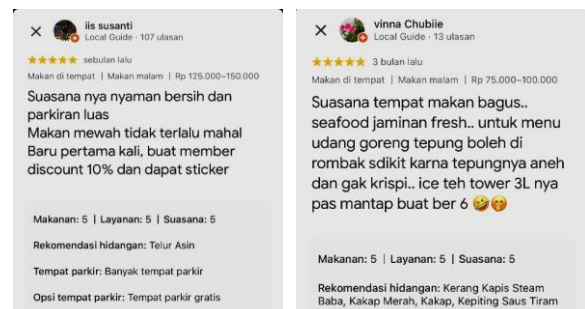 iis susanti
Local Guide · 107 ulasan
sebulan lalu
Makan di tempat | Makan malam | Rp 125.000–150.000
Suasana nya nyaman bersih dan
parkiran luas
Makan mewah tidak terlalu mahal
Baru pertama kali, buat member
discount 10% dan dapat sticker
Makanan: 5 | Layanan: 5 | Suasana: 5
Rekomendasi hidangan: Telur Asin
Tempat parkir: Banyak tempat parkir
Opsi tempat parkir: Tempat parkir gratis
vinna Chubiie
Local Guide · 13 ulasan
3 bulan lalu
Makan di tempat | Makan malam | Rp 75.000–100.000
Suasana tempat makan bagus..
seafood jaminan fresh.. untuk menu
udang goreng tepung boleh di
rombak sdikit karna tepungnya aneh
dan gak krispi.. ice teh tower 3L nya
pas mantap buat ber 6 🤣🤭
Makanan: 5 | Layanan: 5 | Suasana: 5
Rekomendasi hidangan: Kerang Kapis Steam
Baba, Kakap Merah, Kakap, Kepiting Saus Tiram